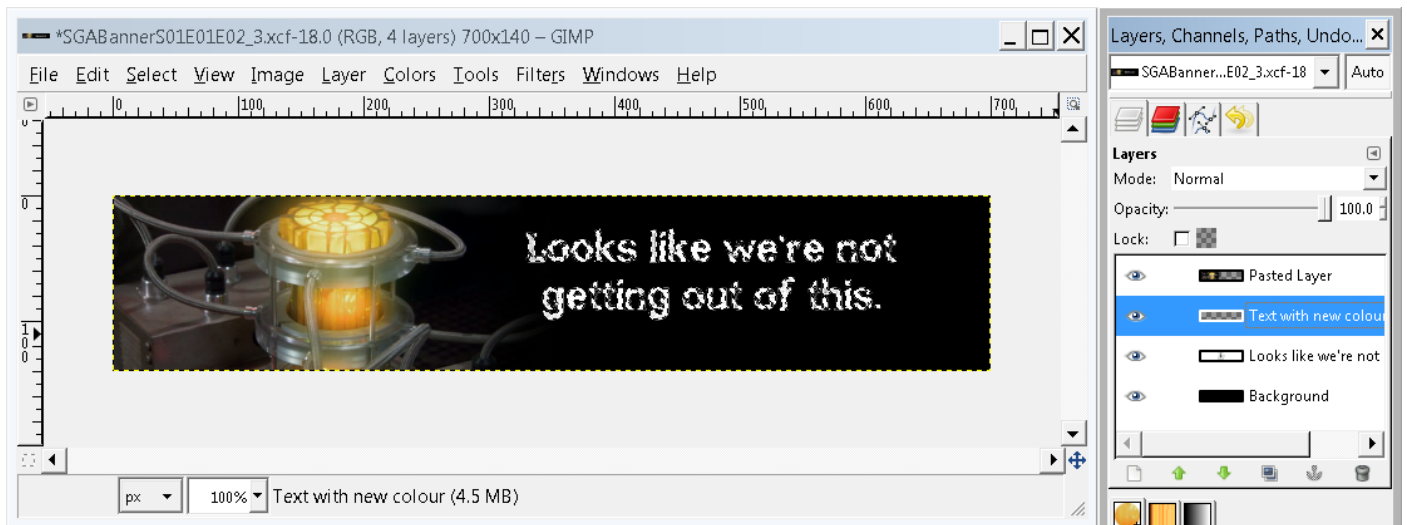 *SGABannerS01E01E02_3.xcf-18.0 (RGB, 4 layers) 700x140 – GIMP
File Edit Select View Image Layer Colors Tools Filters Windows Help
0 100 200 300 400 500 600 700
0
100
Looks like we're not
getting out of this.
px 100% Text with new colour (4.5 MB)
Layers, Channels, Paths, Undo...
SGABanner...E02_3.xcf-18 Auto
Layers
Mode: Normal
Opacity: 100.0
Lock:
Pasted Layer
Text with new colour
Looks like we're not
Background